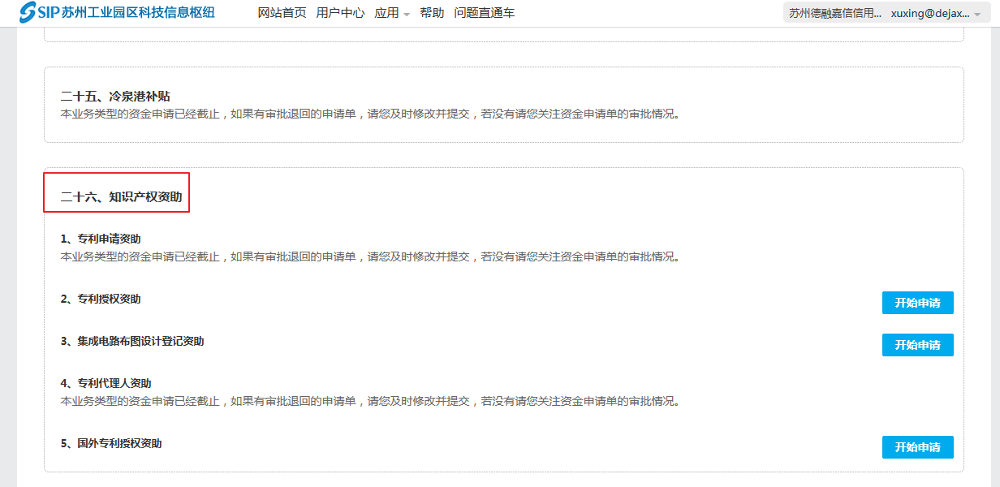 SIP苏州工业园区科技信息枢纽 网站首页 用户中心 应用 帮助 问题直通车 苏州德融嘉信信用... xuxing@dejax...
二十五、冷泉港补贴
本业务类型的资金申请已经截止，如果有审批退回的申请单，请您及时修改并提交，若没有请您关注资金申请单的审批情况。
二十六、知识产权资助
1、专利申请资助
本业务类型的资金申请已经截止，如果有审批退回的申请单，请您及时修改并提交，若没有请您关注资金申请单的审批情况。
2、专利授权资助 开始申请
3、集成电路布图设计登记资助 开始申请
4、专利代理人资助
本业务类型的资金申请已经截止，如果有审批退回的申请单，请您及时修改并提交，若没有请您关注资金申请单的审批情况。
5、国外专利授权资助 开始申请